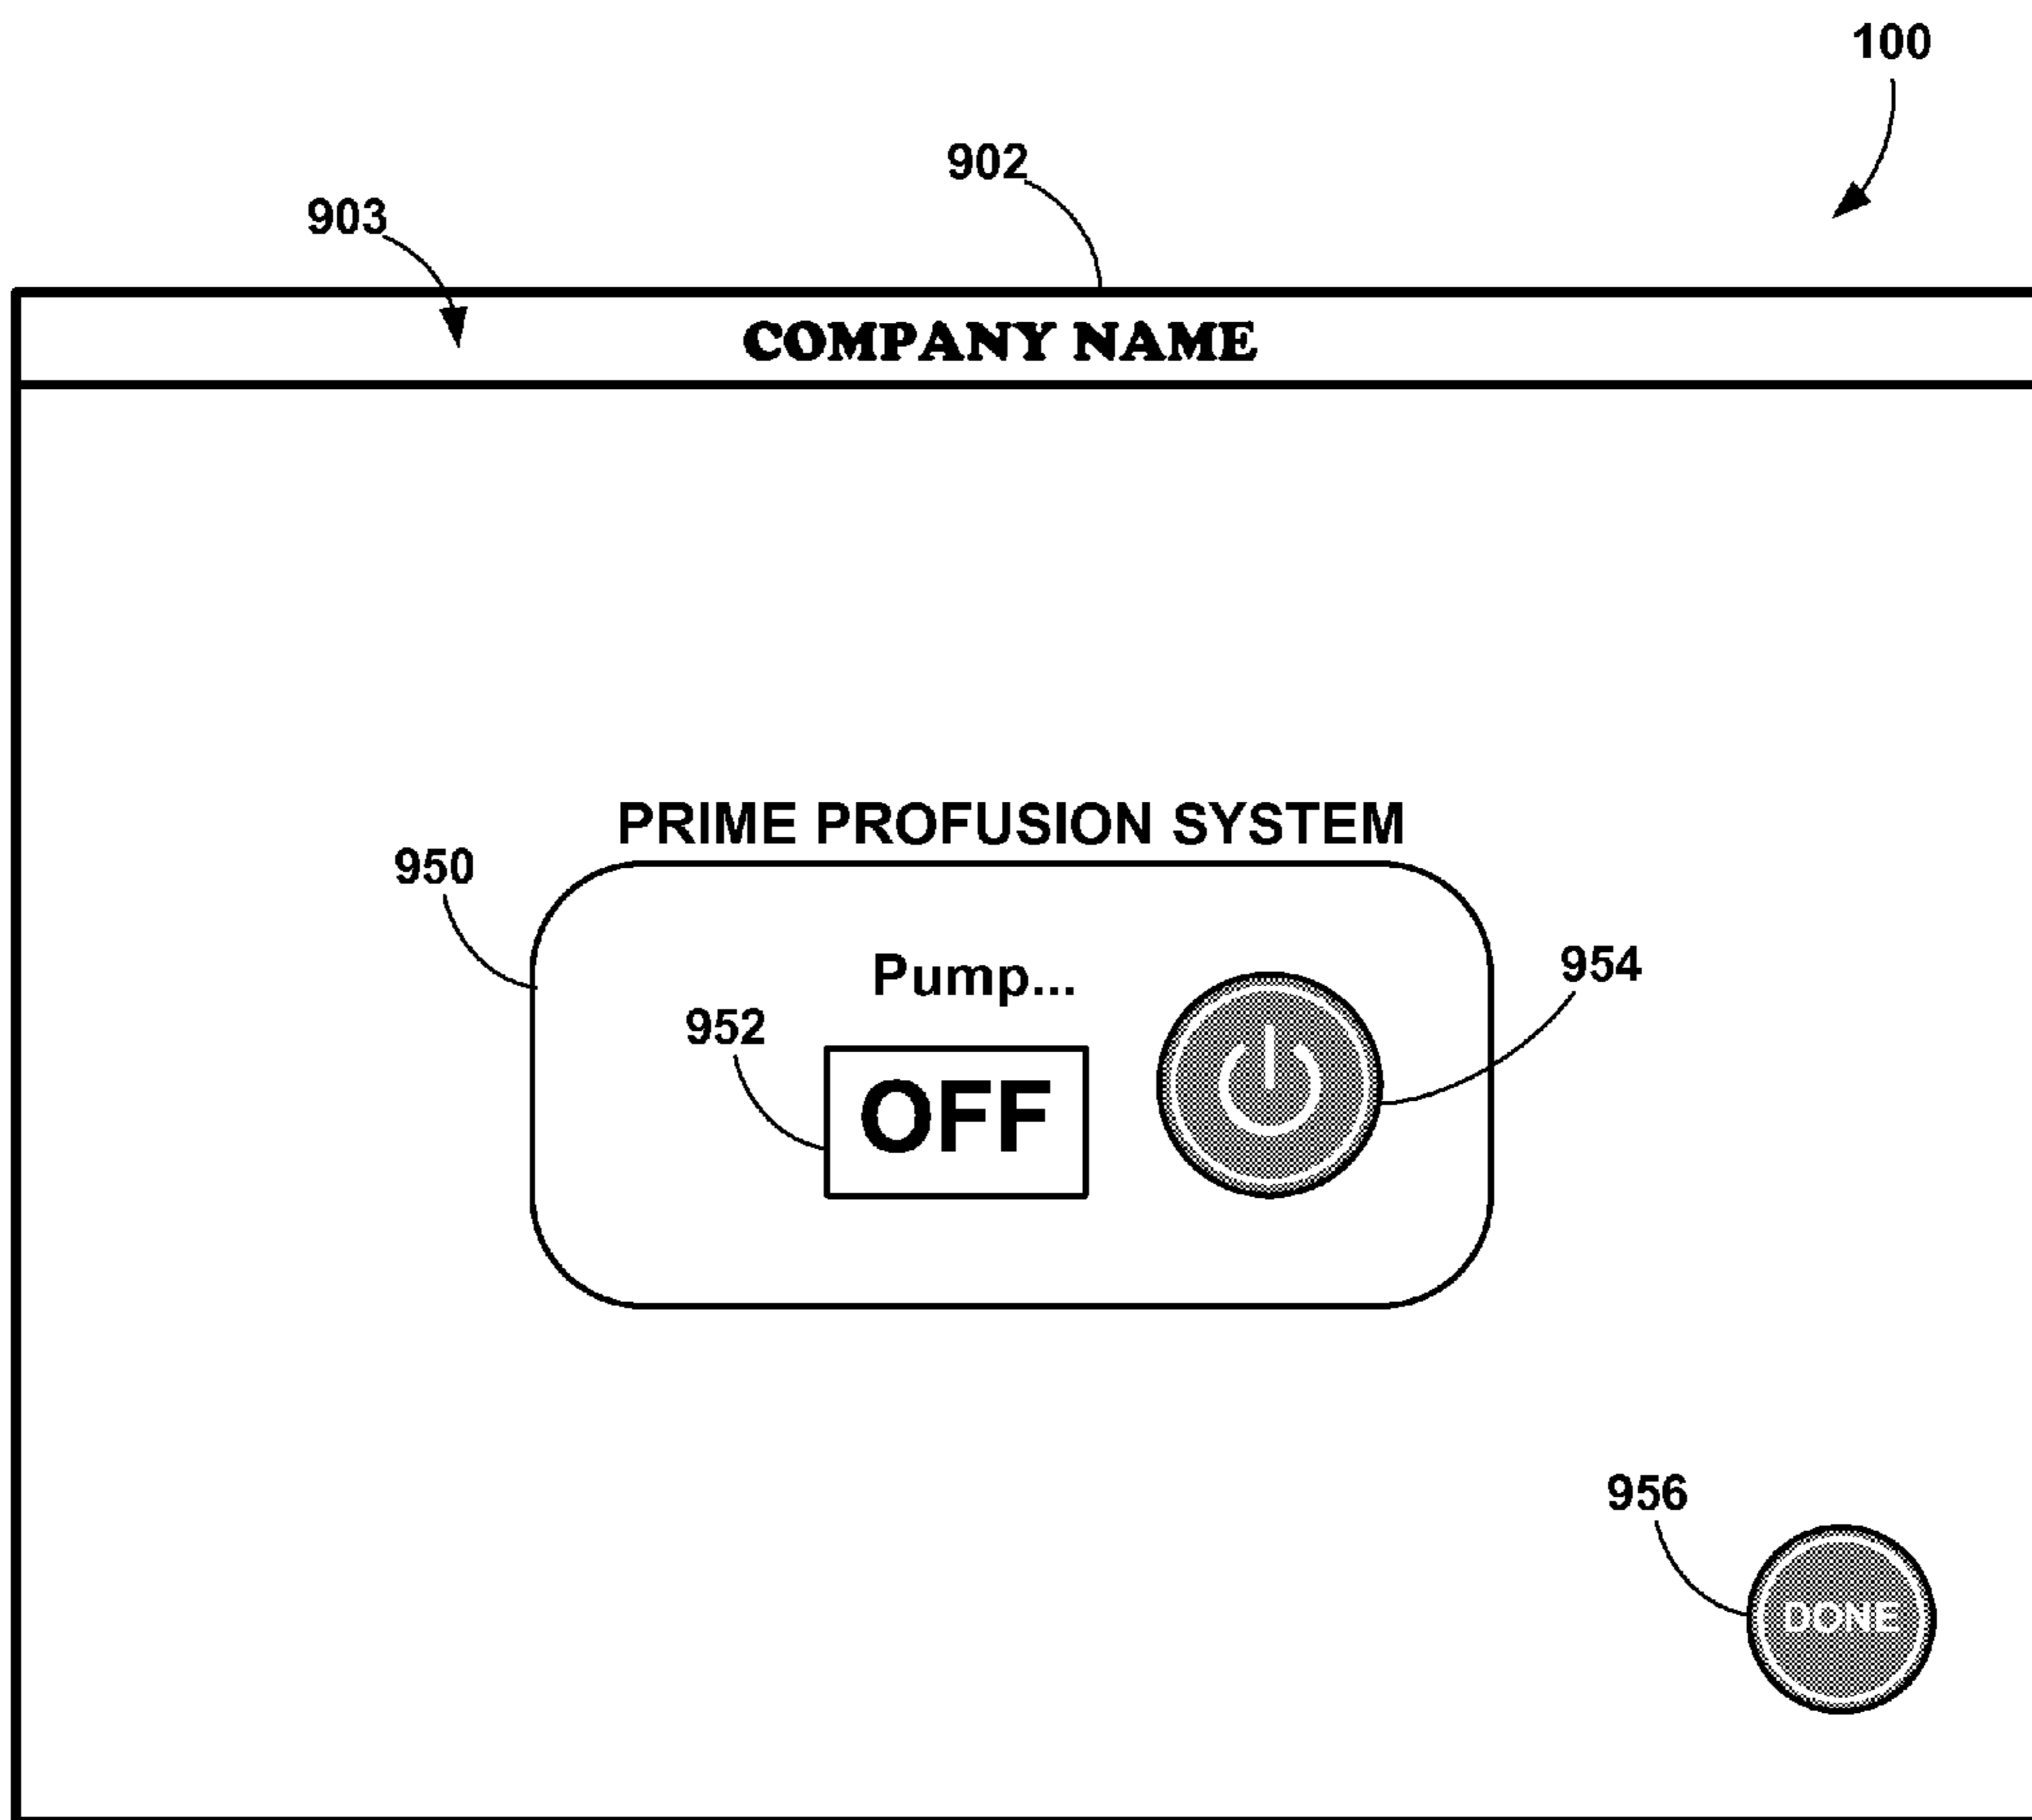 100
902
903
COMPANY NAME
PRIME PROFUSION SYSTEM
950
Pump...
954
952
OFF
956
DONE